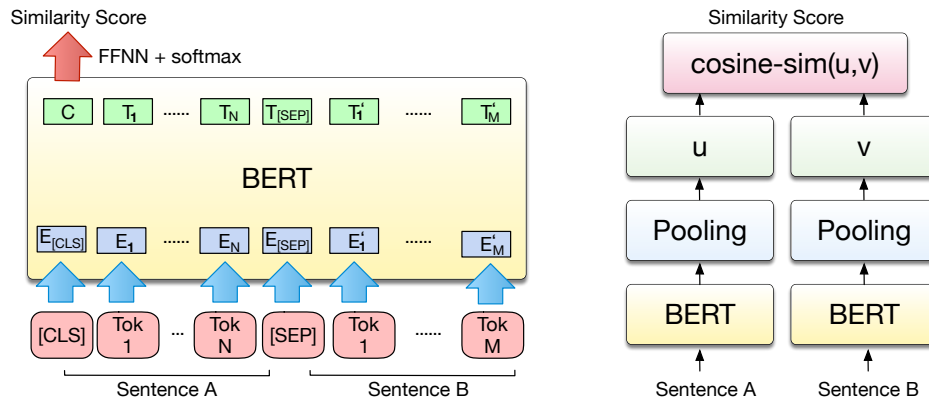 Similarity Score
FFNN + softmax
C T1 ...... TN T[SEP] T'1 ...... T'M
BERT
E[CLS] E1 ...... EN E[SEP] E'1 ...... E'M
[CLS] Tok 1 ... Tok N [SEP] Tok 1 ...... Tok M
Sentence A Sentence B
Similarity Score
cosine-sim(u,v)
u v
Pooling Pooling
BERT BERT
Sentence A Sentence B